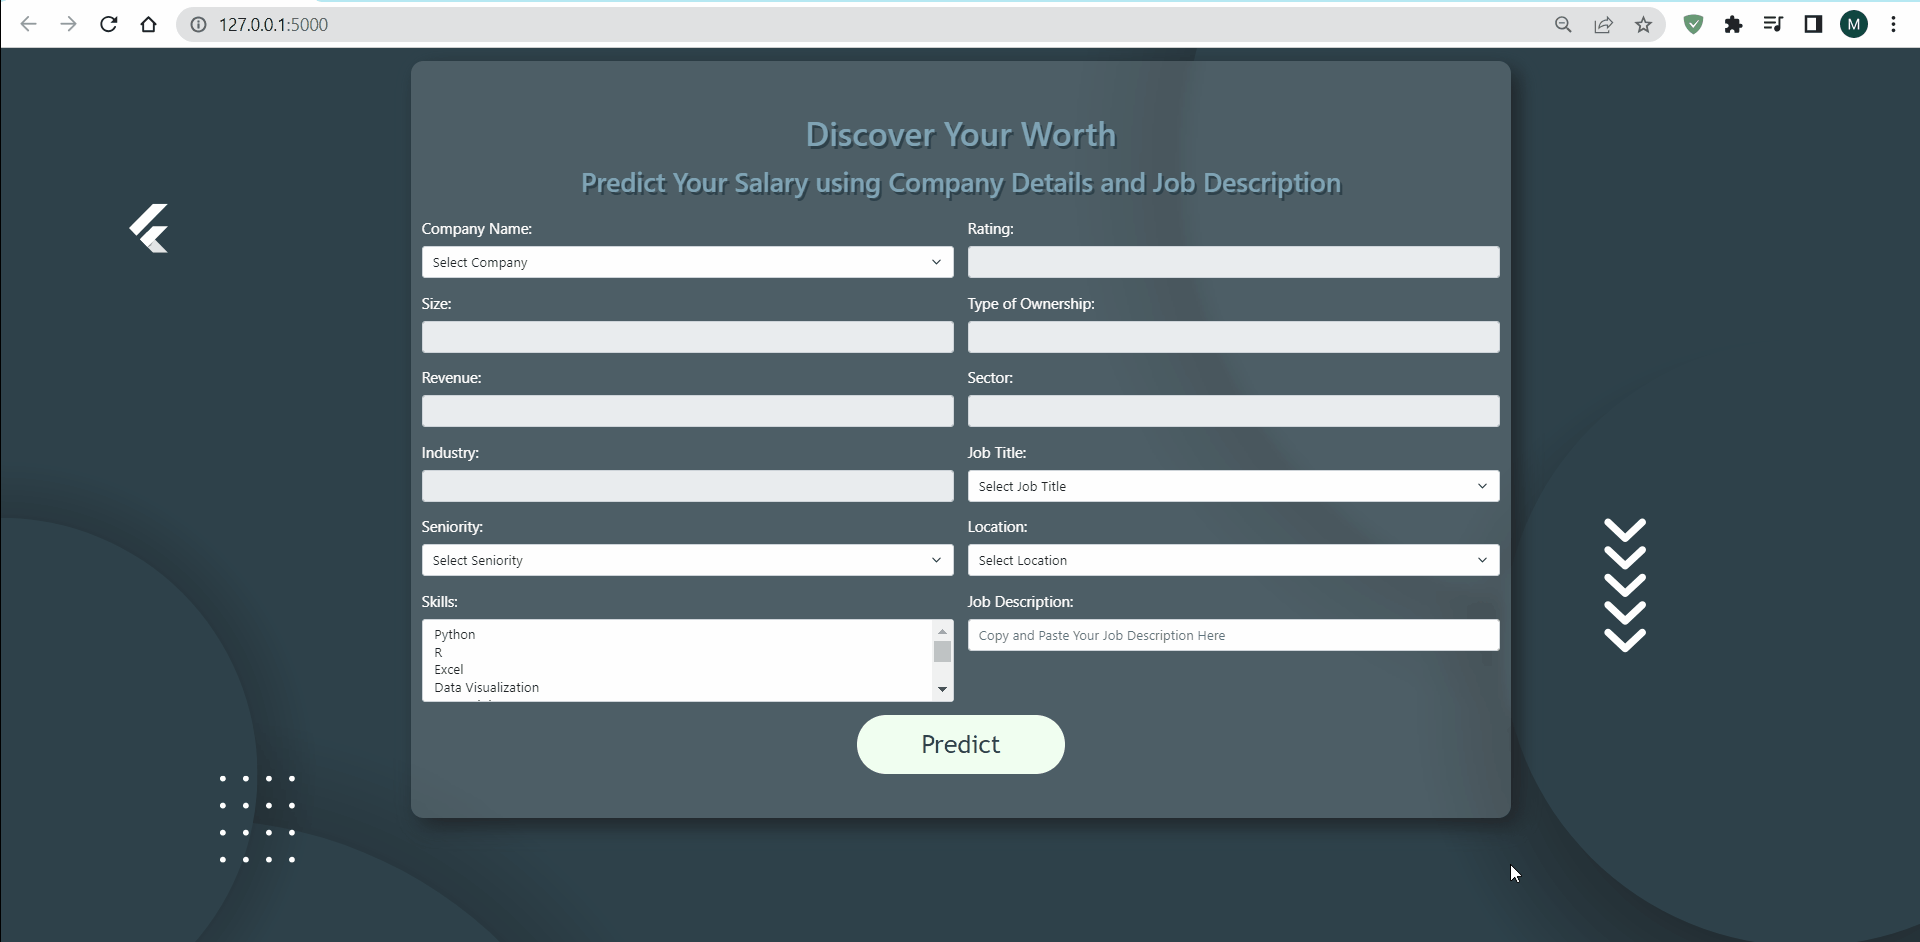 127.0.0.1:5000
M
Discover Your Worth
Predict Your Salary using Company Details and Job Description
Company Name:
Rating:
Select Company
Size:
Type of Ownership:
Revenue:
Sector:
Industry:
Job Title:
Select Job Title
Seniority:
Location:
Select Seniority
Select Location
Skills:
Job Description:
Python
R
Excel
Data Visualization
Copy and Paste Your Job Description Here
Predict